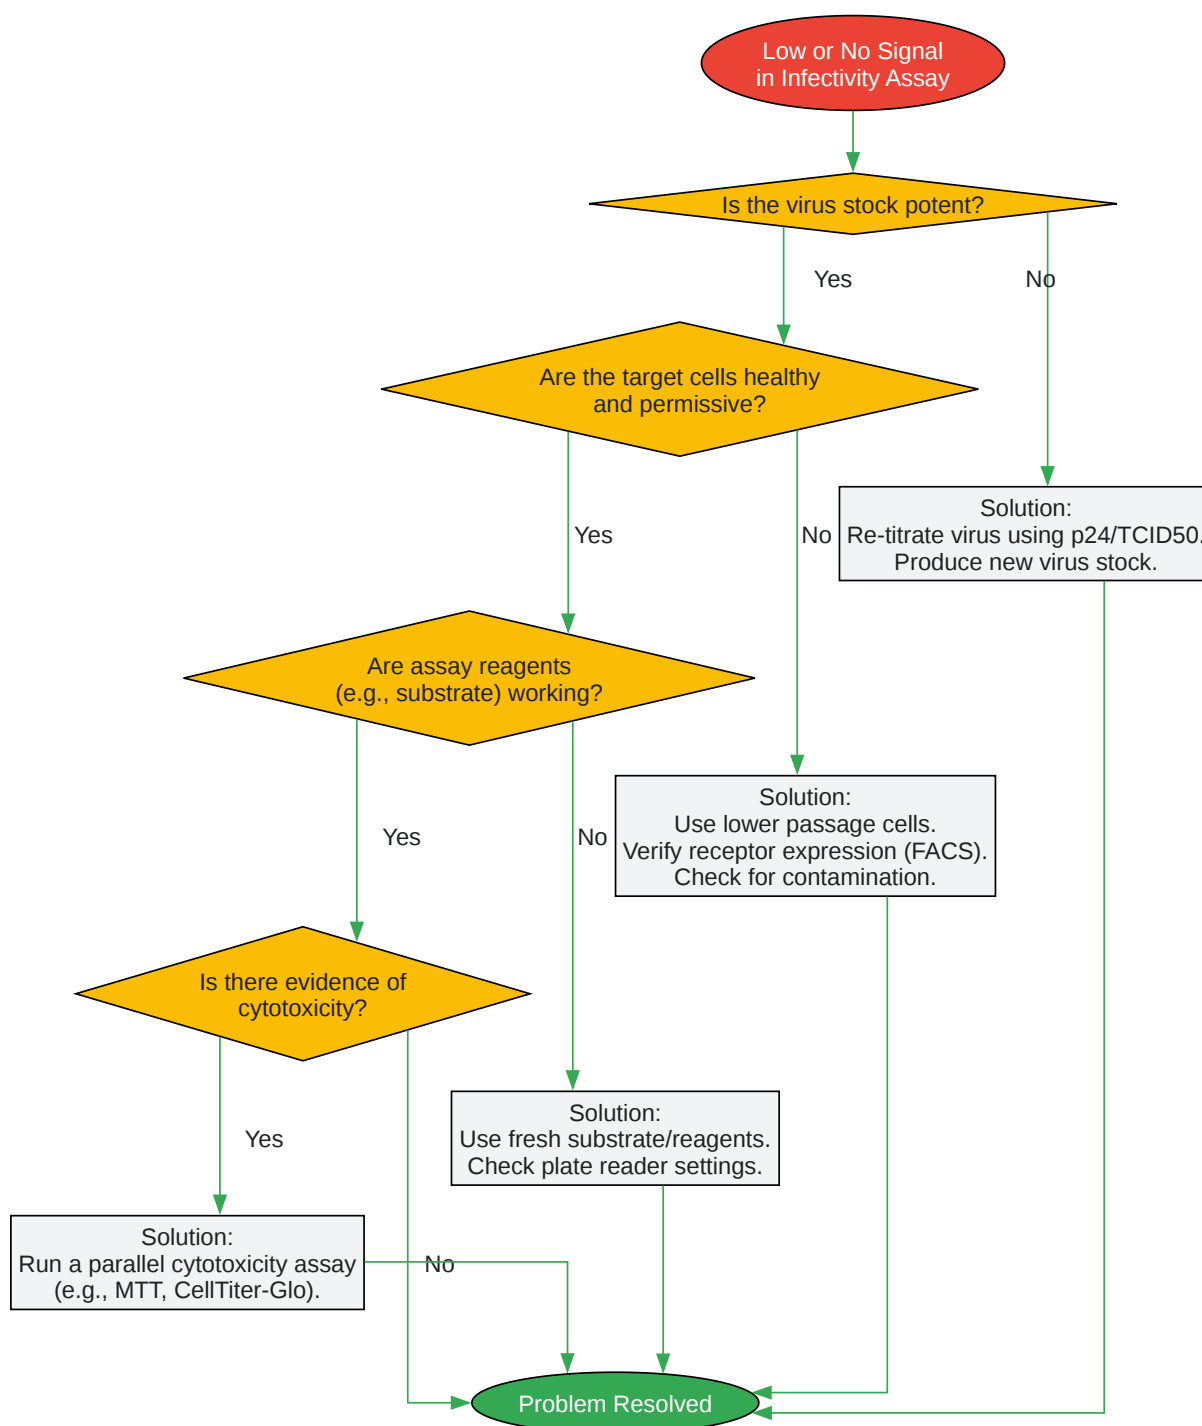 Low or No Signal
in Infectivity Assay
Is the virus stock potent?
Yes
No
Are the target cells healthy
and permissive?
Yes
No
Solution:
Re-titrate virus using p24/TCID50.
Produce new virus stock.
Are assay reagents
(e.g., substrate) working?
Yes
No
Solution:
Use lower passage cells.
Verify receptor expression (FACS).
Check for contamination.
Is there evidence of
cytotoxicity?
Yes
No
Solution:
Use fresh substrate/reagents.
Check plate reader settings.
Solution:
Run a parallel cytotoxicity assay
(e.g., MTT, CellTiter-Glo).
Problem Resolved